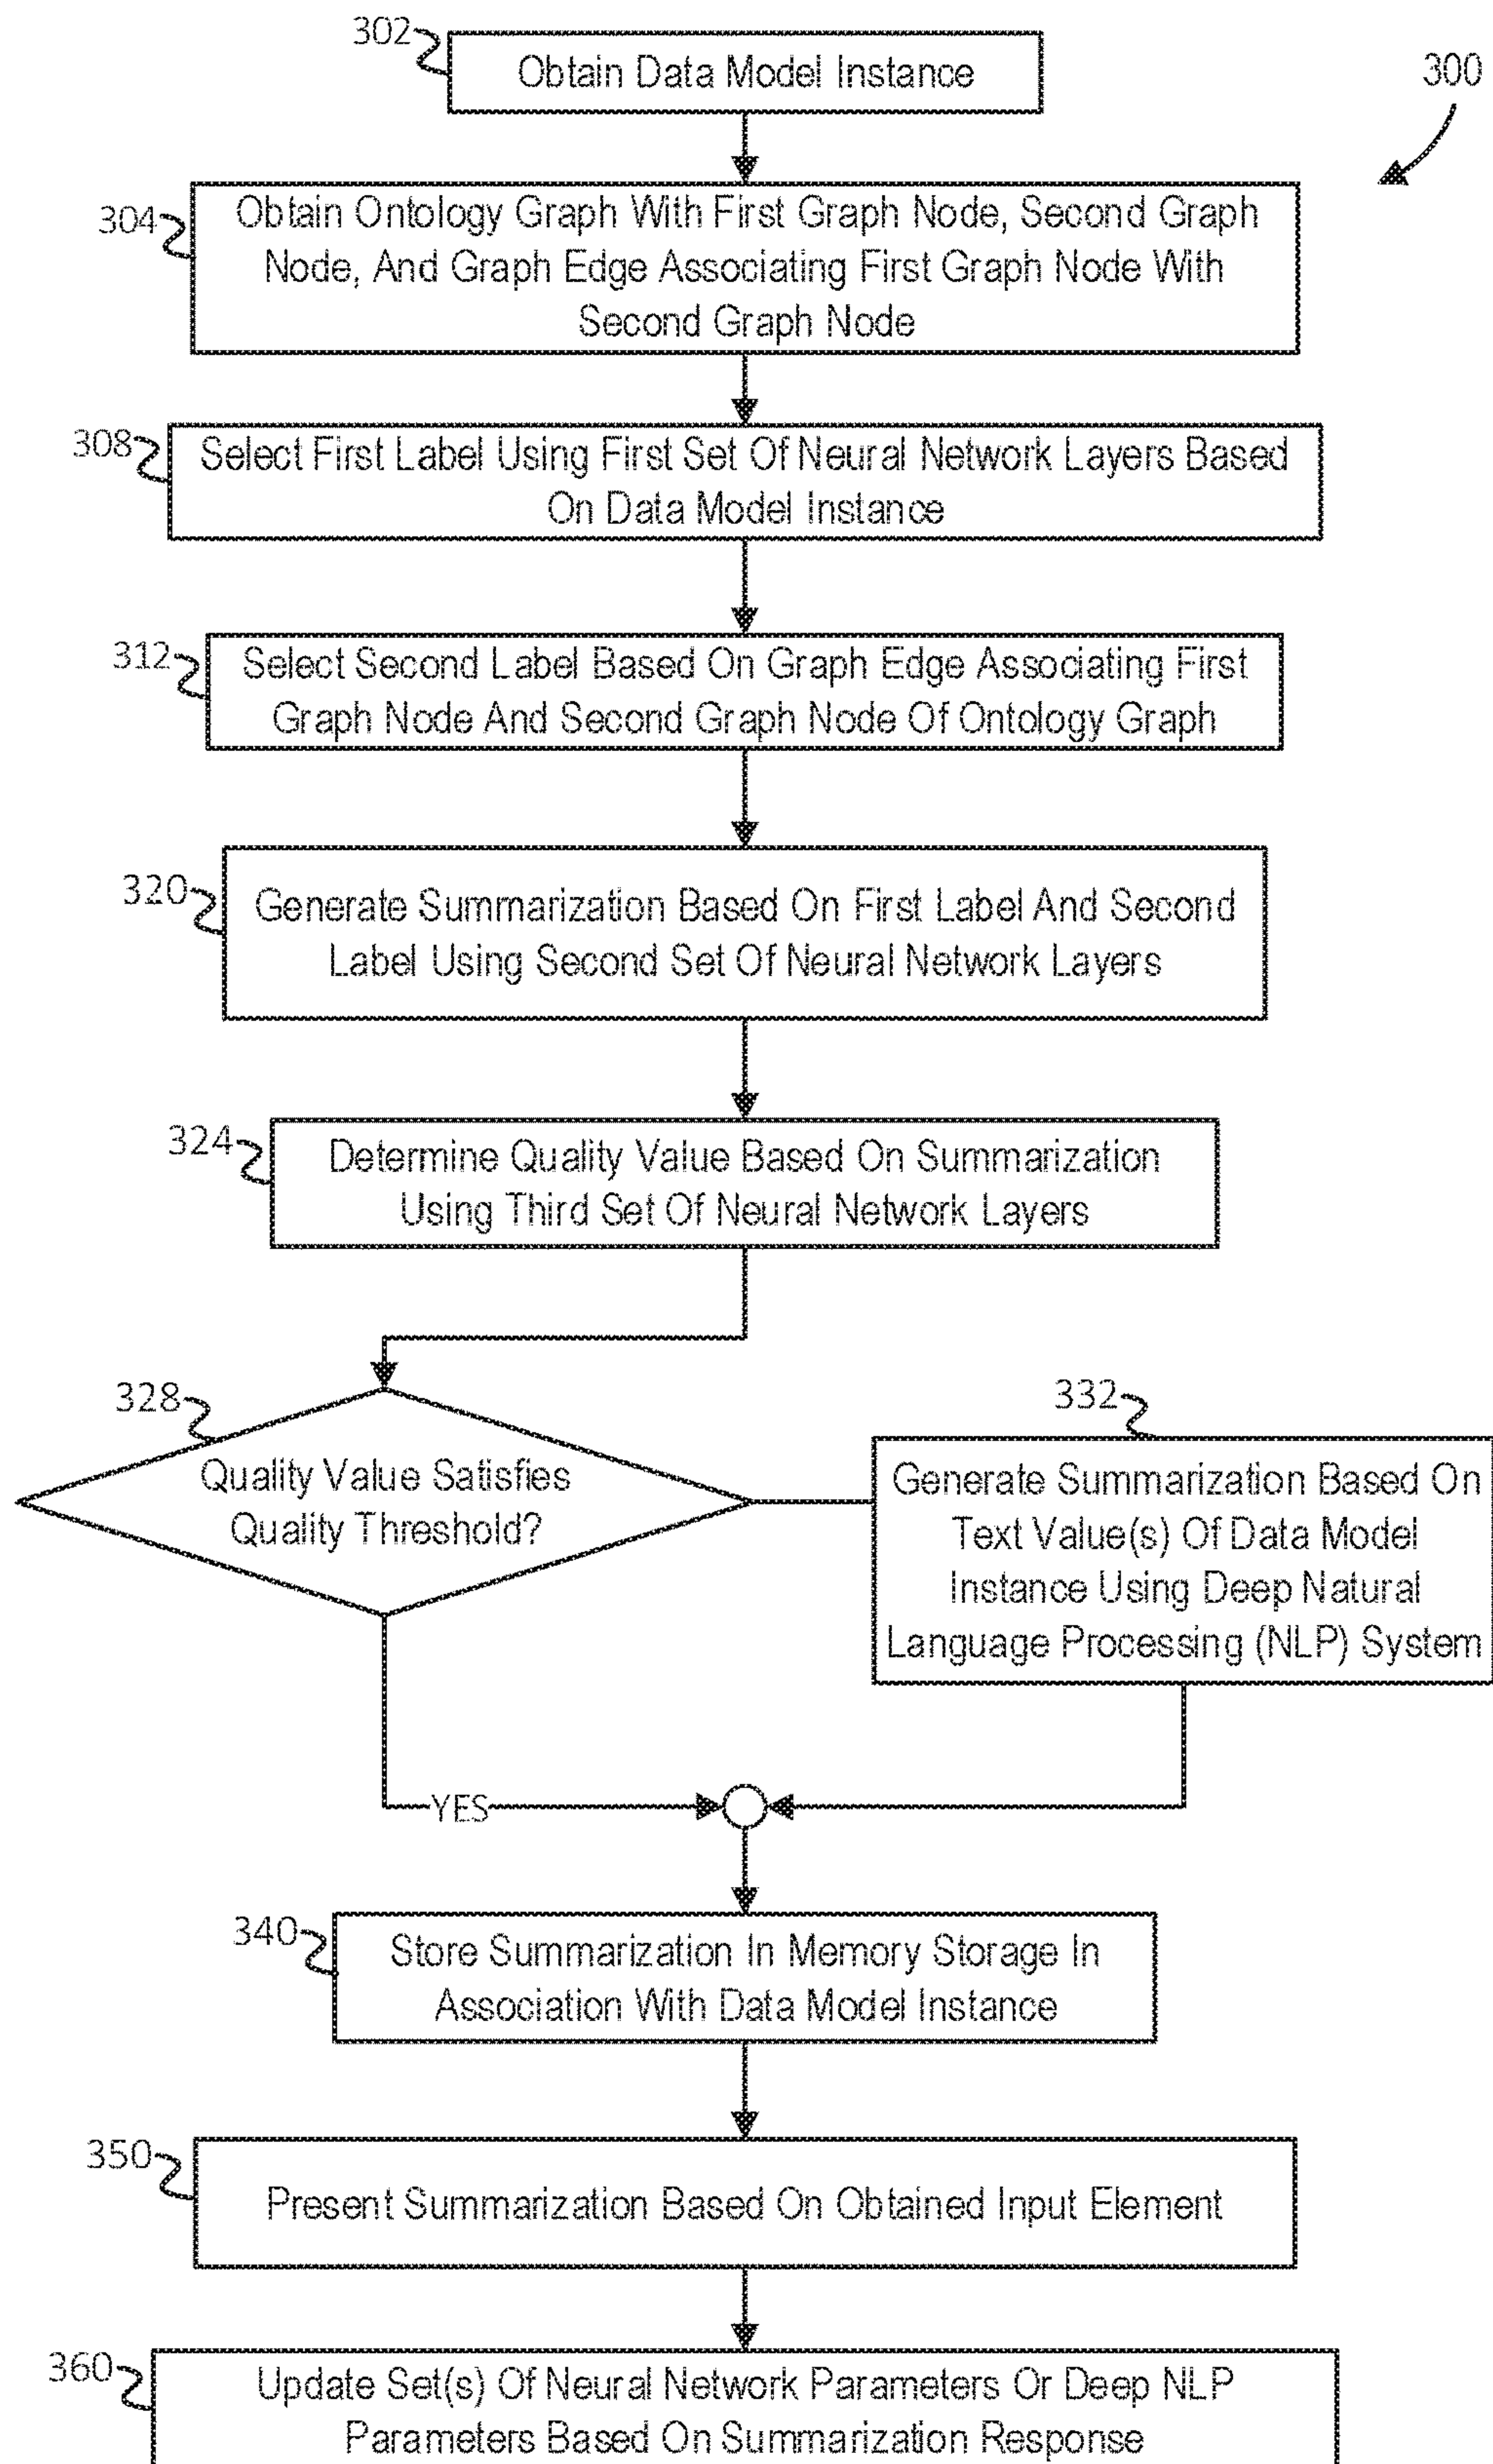 302
Obtain Data Model Instance
300
304
Obtain Ontology Graph With First Graph Node, Second Graph
Node, And Graph Edge Associating First Graph Node With
Second Graph Node
308
Select First Label Using First Set Of Neural Network Layers Based
On Data Model Instance
312
Select Second Label Based On Graph Edge Associating First
Graph Node And Second Graph Node Of Ontology Graph
320
Generate Summarization Based On First Label And Second
Label Using Second Set Of Neural Network Layers
324
Determine Quality Value Based On Summarization
Using Third Set Of Neural Network Layers
328
Quality Value Satisfies
Quality Threshold?
332
Generate Summarization Based On
Text Value(s) Of Data Model
Instance Using Deep Natural
Language Processing (NLP) System
YES
340
Store Summarization In Memory Storage In
Association With Data Model Instance
350
Present Summarization Based On Obtained Input Element
360
Update Set(s) Of Neural Network Parameters Or Deep NLP
Parameters Based On Summarization Response